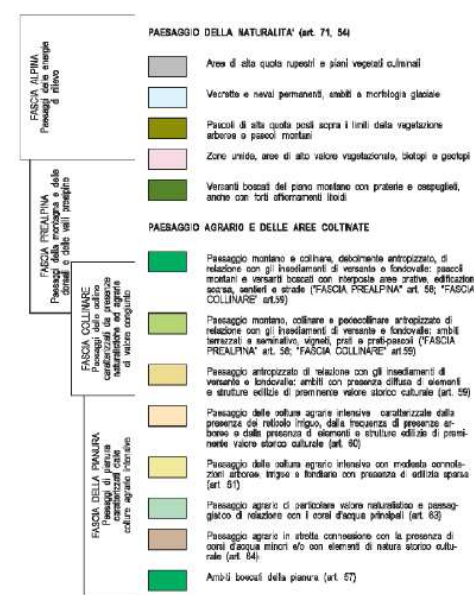 PAESAGGIO DELLA NATURALITA' (art. 71, 54)
FASCIA ALPINA
Paesaggi delle energie
di rilievo
Aree di alta quota rupestri e piani vegetati culminali
Vedrette e nevai permanenti, ambiti e morfologia glaciale
Pascoli di alta quota posti sopra i limiti della vegetazione
arborea e pascoli montani
Zone umide, aree di alto valore vegetazionale, biotopi e geotopi
FASCIA PREALPINA
Paesaggi della montagna e delle
dorsali e delle valli prealpine
Versanti boscati del piano montano con praterie e cespuglieti,
anche con forti affioramenti litoidi
PAESAGGIO AGRARIO E DELLE AREE COLTIVATE
Paesaggio montano e collinare, debolmente antropizzato, di
relazione con gli insediamenti di versante e fondovalle: pascoli
montani e versanti boscati con interposte aree prative, edificazione
scarsa, sentieri e strade ("FASCIA PREALPINA" art. 58; "FASCIA
COLLINARE" art.59)
FASCIA COLLINARE
Paesaggi delle colline
caratterizzati da presenze
naturalistiche ed agrarie
di valore congiunto
Paesaggio montano, collinare e pedecollinare antropizzato di
relazione con gli insediamenti di versante e fondovalle: ambiti
terrazzati e seminativo, vigneti, prati e prati-pascoli ("FASCIA
PREALPINA" art. 58; "FASCIA COLLINARE" art.59)
Paesaggio antropizzato di relazione con gli insediamenti di
versante e fondovalle: ambiti con presenza diffusa di elementi
e strutture edilizie di preminente valore storico culturale (art. 59)
FASCIA DELLA PIANURA
Paesaggi di pianura
caratterizzati dalle
colture agrarie intensive
Paesaggio delle colture agrarie intensive caratterizzate dalla
presenza del reticolo irriguo, dalla frequenza di presenze ar-
boree e dalla presenza di elementi e strutture edilizie di premi-
nente valore storico culturale (art. 60)
Paesaggio delle colture agrarie intensive con modesta connota-
zioni arboree, irrigue e fondiarie con presenza di edilizia sparsa
(art. 61)
Paesaggio agrario di particolare valore naturalistico e paesag-
gistico di relazione con i corsi d'acqua principali (art. 63)
Paesaggio agrario in stretta connessione con la presenza di
corsi d'acqua minori e/o con elementi di natura storico cultu-
rale (art. 64)
Ambiti boscati della pianura (art. 57)